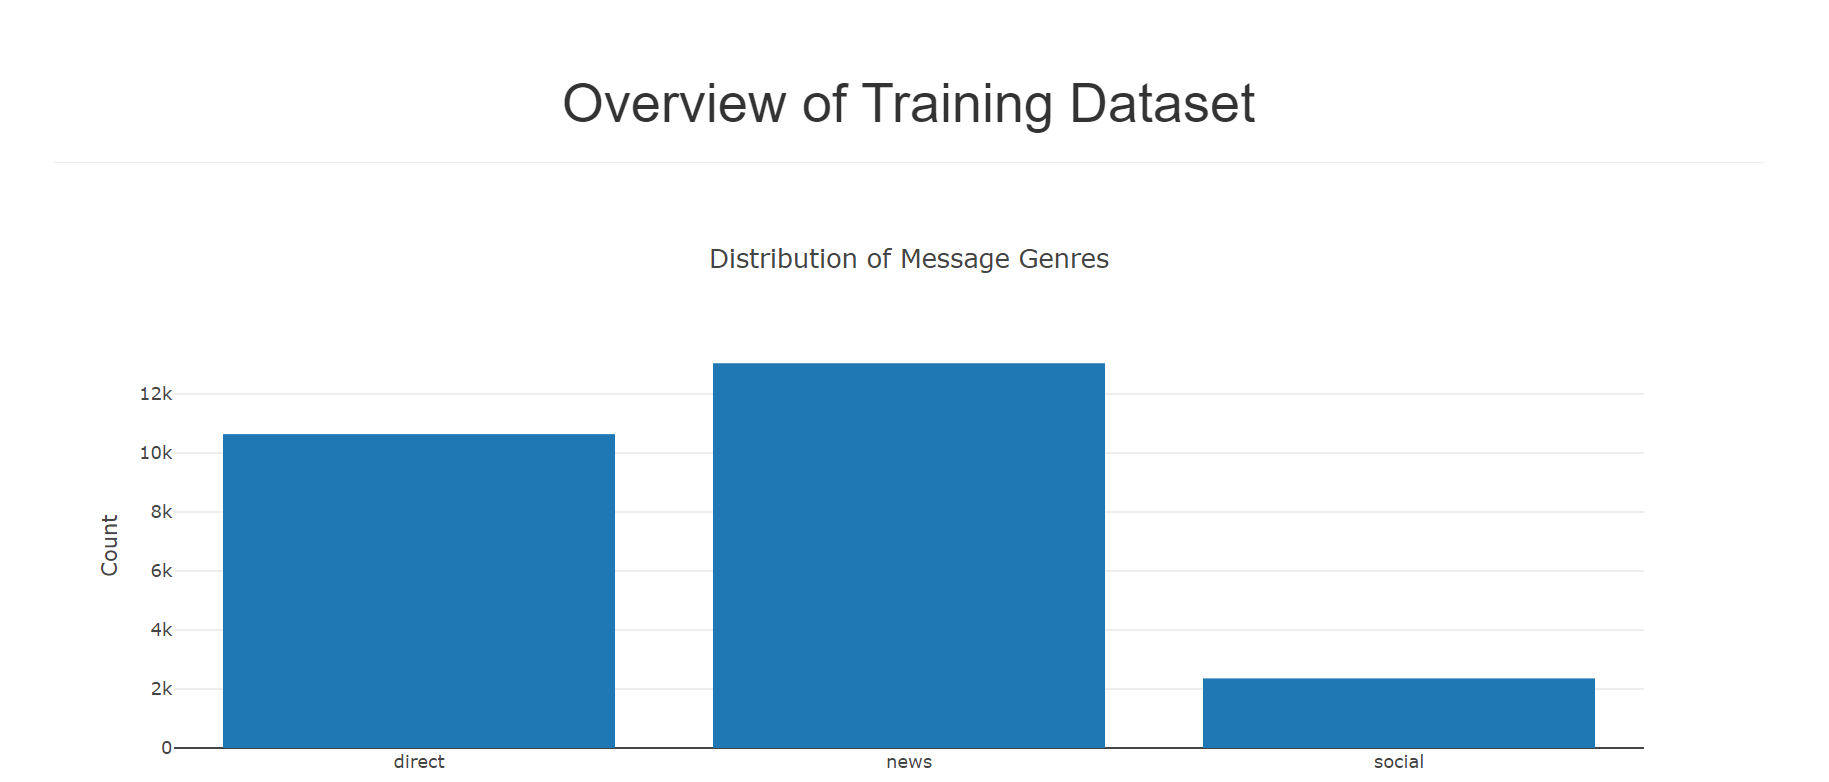 Overview of Training Dataset
Distribution of Message Genres
12k
10k
8k
6k
4k
2k
0
Count
direct
news
social